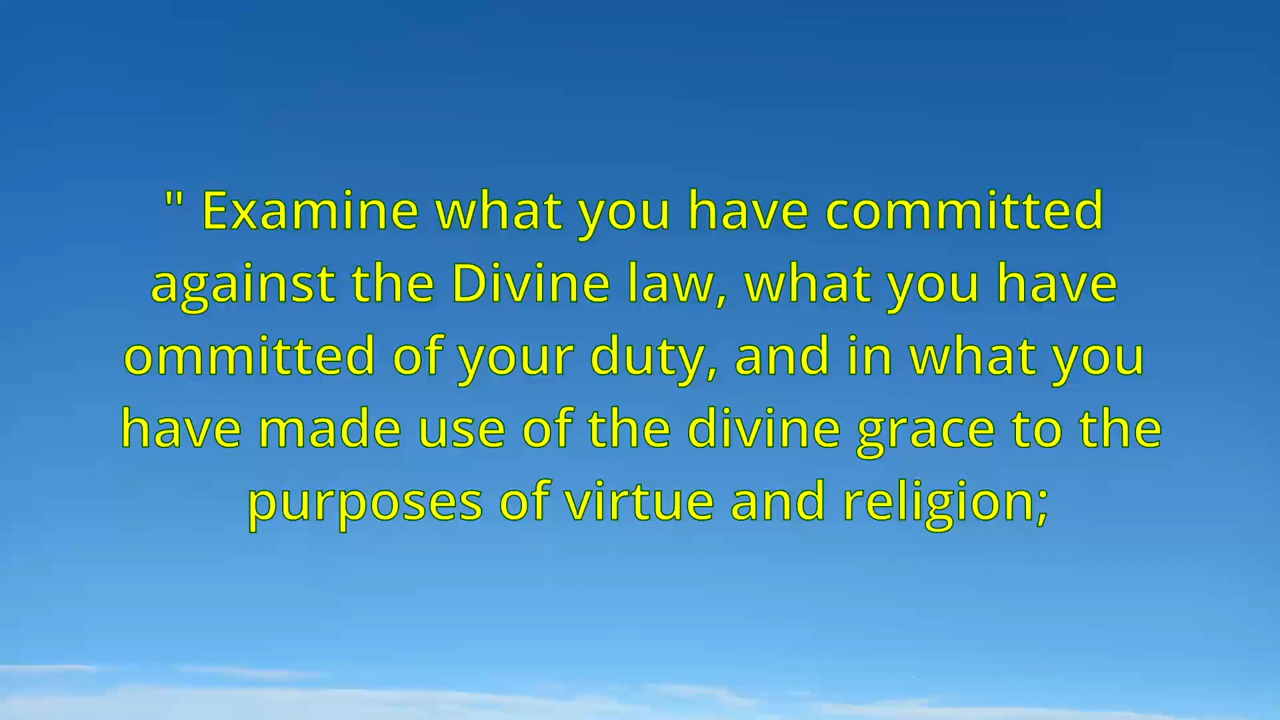 " Examine what you have committed
against the Divine law, what you have
ommitted of your duty, and in what you
have made use of the divine grace to the
purposes of virtue and religion;